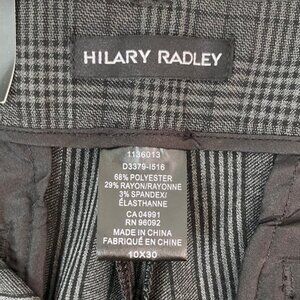 HILARY RADLEY
1136013
D3379-I516
68% POLYESTER
29% RAYON/RAYONNE
3% SPANDEX/
ÉLASTHANNE
CA 04991
RN 96092
MADE IN CHINA
FABRIQUÉ EN CHINE
10X30